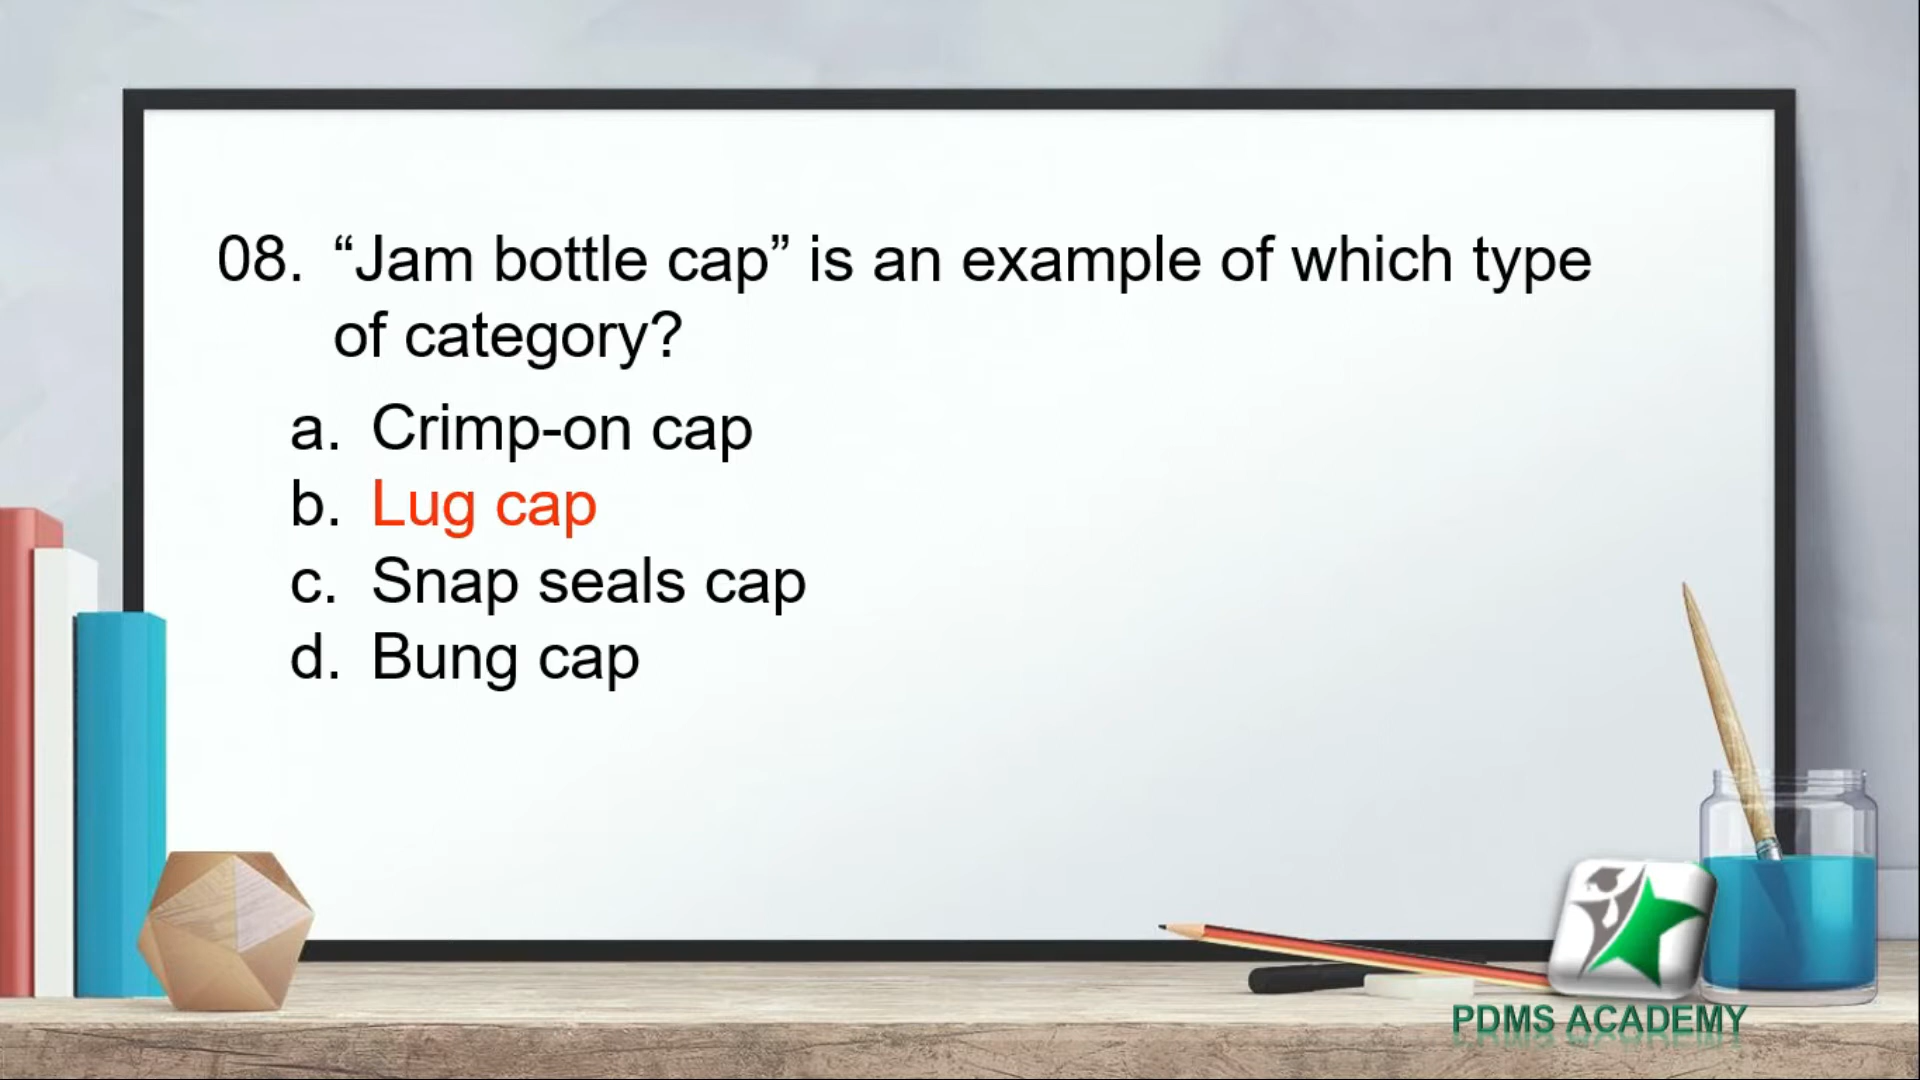 08. “Jam bottle cap” is an example of which type
of category?
a. Crimp-on cap
b. Lug cap
c. Snap seals cap
d. Bung cap
PDMS ACADEMY